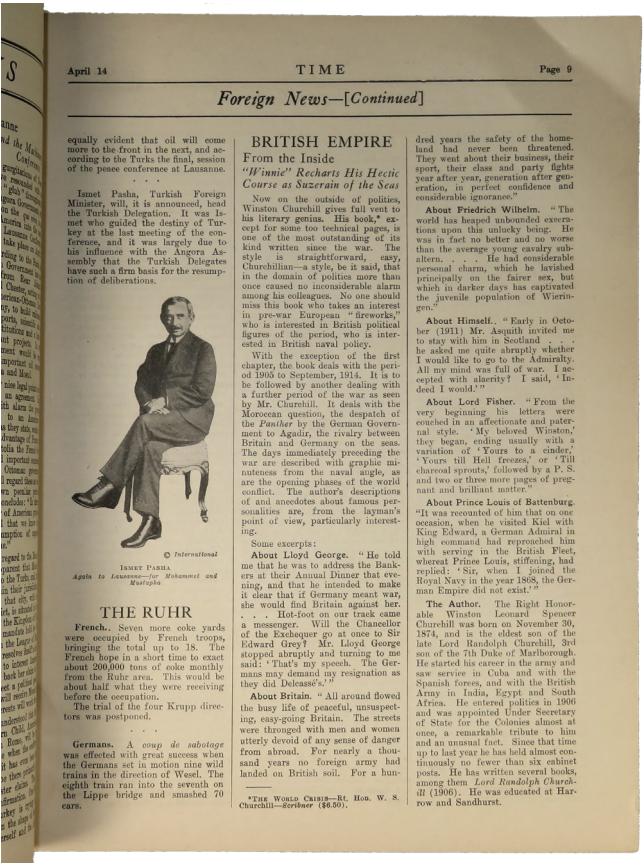 April 14
TIME
Page 9
Foreign News—[Continued]
equally evident that oil will come
more to the front in the next, and ac-
cording to the Turks the final, session
of the peace conference at Lausanne.
. . .
Ismet Pasha, Turkish Foreign
Minister, will, it is announced, head
the Turkish Delegation. It was Is-
met who guided the destiny of Tur-
key at the last meeting of the con-
ference, and it was largely due to
his influence with the Angora As-
sembly that the Turkish Delegates
have such a firm basis for the resump-
tion of deliberations.
© International
ISMET PASHA
Again to Lausanne—for Mohammet and
Mustapha
THE RUHR
French. Seven more coke yards
were occupied by French troops,
bringing the total up to 18. The
French hope in a short time to exact
about 200,000 tons of coke monthly
from the Ruhr area. This would be
about half what they were receiving
before the occupation.
The trial of the four Krupp direc-
tors was postponed.
. . .
Germans. A coup de sabotage
was effected with great success when
the Germans set in motion nine wild
trains in the direction of Wesel. The
eighth train ran into the seventh on
the Lippe bridge and smashed 70
cars.
BRITISH EMPIRE
From the Inside
"Winnie" Recharts His Hectic
Course as Suzerain of the Seas
Now on the outside of politics,
Winston Churchill gives full vent to
his literary genius. His book,* ex-
cept for some too technical pages, is
one of the most outstanding of its
kind written since the war. The
style is straightforward, easy,
Churchillian—a style, be it said, that
in the domain of politics more than
once caused no inconsiderable alarm
among his colleagues. No one should
miss this book who takes an interest
in pre-war European "fireworks,"
who is interested in British political
figures of the period, who is inter-
ested in British naval policy.
With the exception of the first
chapter, the book deals with the peri-
od 1905 to September, 1914. It is to
be followed by another dealing with
a further period of the war as seen
by Mr. Churchill. It deals with the
Moroccan question, the despatch of
the Panther by the German Govern-
ment to Agadir, the rivalry between
Britain and Germany on the seas.
The days immediately preceding the
war are described with graphic mi-
nuteness from the naval angle, as
are the opening phases of the world
conflict. The author's descriptions
of and anecdotes about famous per-
sonalities are, from the layman's
point of view, particularly interest-
ing.
Some excerpts:
About Lloyd George. "He told
me that he was to address the Bank-
ers at their Annual Dinner that eve-
ning, and that he intended to make
it clear that if Germany meant war,
she would find Britain against her.
. . . Hot-foot on our track came
a messenger. Will the Chancellor
of the Exchequer go at once to Sir
Edward Grey? Mr. Lloyd George
stopped abruptly and turning to me
said: 'That's my speech. The Ger-
mans may demand my resignation as
they did Delcassé's.'"
About Britain. "All around flowed
the busy life of peaceful, unsuspect-
ing, easy-going Britain. The streets
were thronged with men and women
utterly devoid of any sense of danger
from abroad. For nearly a thou-
sand years no foreign army had
landed on British soil. For a hun-
*THE WORLD CRISIS—Rt. Hon. W. S.
Churchill—Scribner ($6.50).
dred years the safety of the home-
land had never been threatened.
They went about their business, their
sport, their class and party fights
year after year, generation after gen-
eration, in perfect confidence and
considerable ignorance."
About Friedrich Wilhelm. "The
world has heaped unbounded execra-
tions upon this unlucky being. He
was in fact no better and no worse
than the average young cavalry sub-
altern. . . . He had considerable
personal charm, which he lavished
principally on the fairer sex, but
which in darker days has captivated
the juvenile population of Wierin-
gen."
About Himself. "Early in Octo-
ber (1911) Mr. Asquith invited me
to stay with him in Scotland . . .
he asked me quite abruptly whether
I would like to go to the Admiralty.
All my mind was full of war. I ac-
cepted with alacrity? I said, 'In-
deed I would.'"
About Lord Fisher. "From the
very beginning his letters were
couched in an affectionate and pater-
nal style. 'My beloved Winston,'
they began, ending usually with a
variation of 'Yours to a cinder,'
'Yours till Hell freezes,' or 'Till
charcoal sprouts,' followed by a P. S.
and two or three more pages of preg-
nant and brilliant matter."
About Prince Louis of Battenburg.
"It was recounted of him that on one
occasion, when he visited Kiel with
King Edward, a German Admiral in
high command had reproached him
with serving in the British Fleet,
whereat Prince Louis, stiffening, had
replied: 'Sir, when I joined the
Royal Navy in the year 1868, the Ger-
man Empire did not exist.'"
The Author. The Right Honor-
able Winston Leonard Spencer
Churchill was born on November 30,
1874, and is the eldest son of the
late Lord Randolph Churchill, 3rd
son of the 7th Duke of Marlborough.
He started his career in the army and
saw service in Cuba and with the
Spanish forces, and with the British
Army in India, Egypt and South
Africa. He entered politics in 1906
and was appointed Under Secretary
of State for the Colonies almost at
once, a remarkable tribute to him
and an unusual fact. Since that time
up to last year he has held almost con-
tinuously no fewer than six cabinet
posts. He has written several books,
among them Lord Randolph Church-
ill (1906). He was educated at Har-
row and Sandhurst.